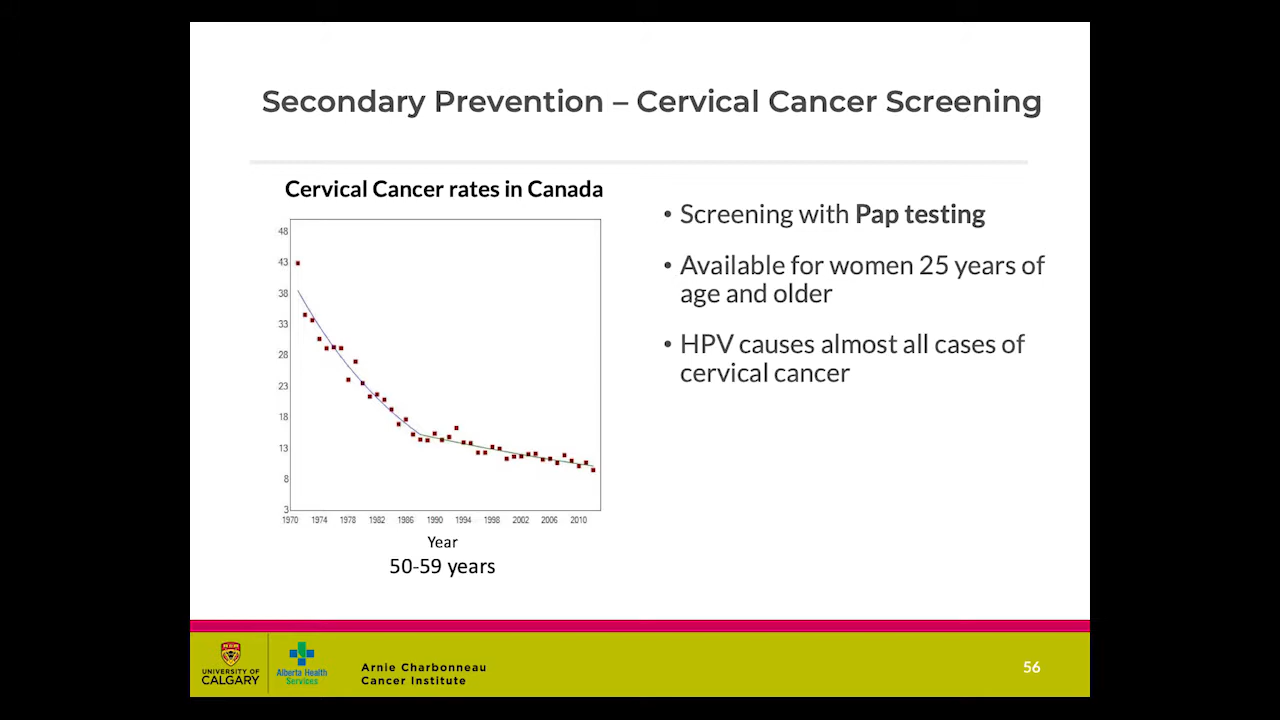 Secondary Prevention – Cervical Cancer Screening
Cervical Cancer rates in Canada
48
43
38
33
28
23
18
13
8
3
1970 1974 1978 1982 1986 1990 1994 1998 2002 2006 2010
Year
50-59 years
• Screening with Pap testing
• Available for women 25 years of
age and older
• HPV causes almost all cases of
cervical cancer
UNIVERSITY OF
CALGARY
Alberta Health
Services
Arnie Charbonneau
Cancer Institute
56